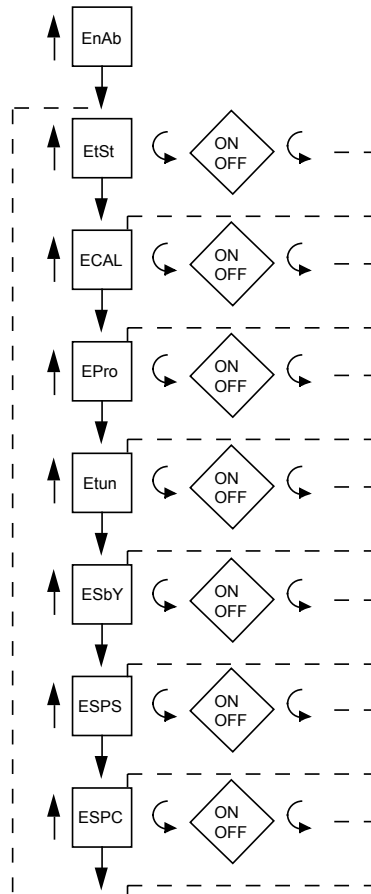 EnAb
EtSt
ON
OFF
ECAL
ON
OFF
EPro
ON
OFF
Etun
ON
OFF
ESbY
ON
OFF
ESPS
ON
OFF
ESPC
ON
OFF